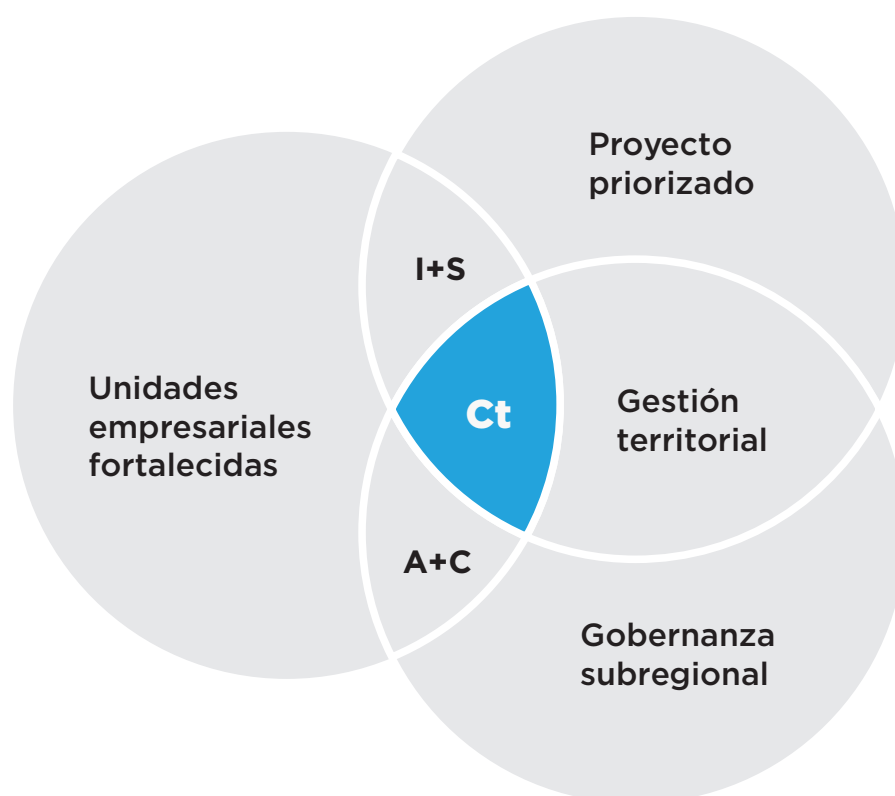 Proyecto
priorizado
I+S
Unidades
empresariales
fortalecidas
Ct
Gestión
territorial
A+C
Gobernanza
subregional